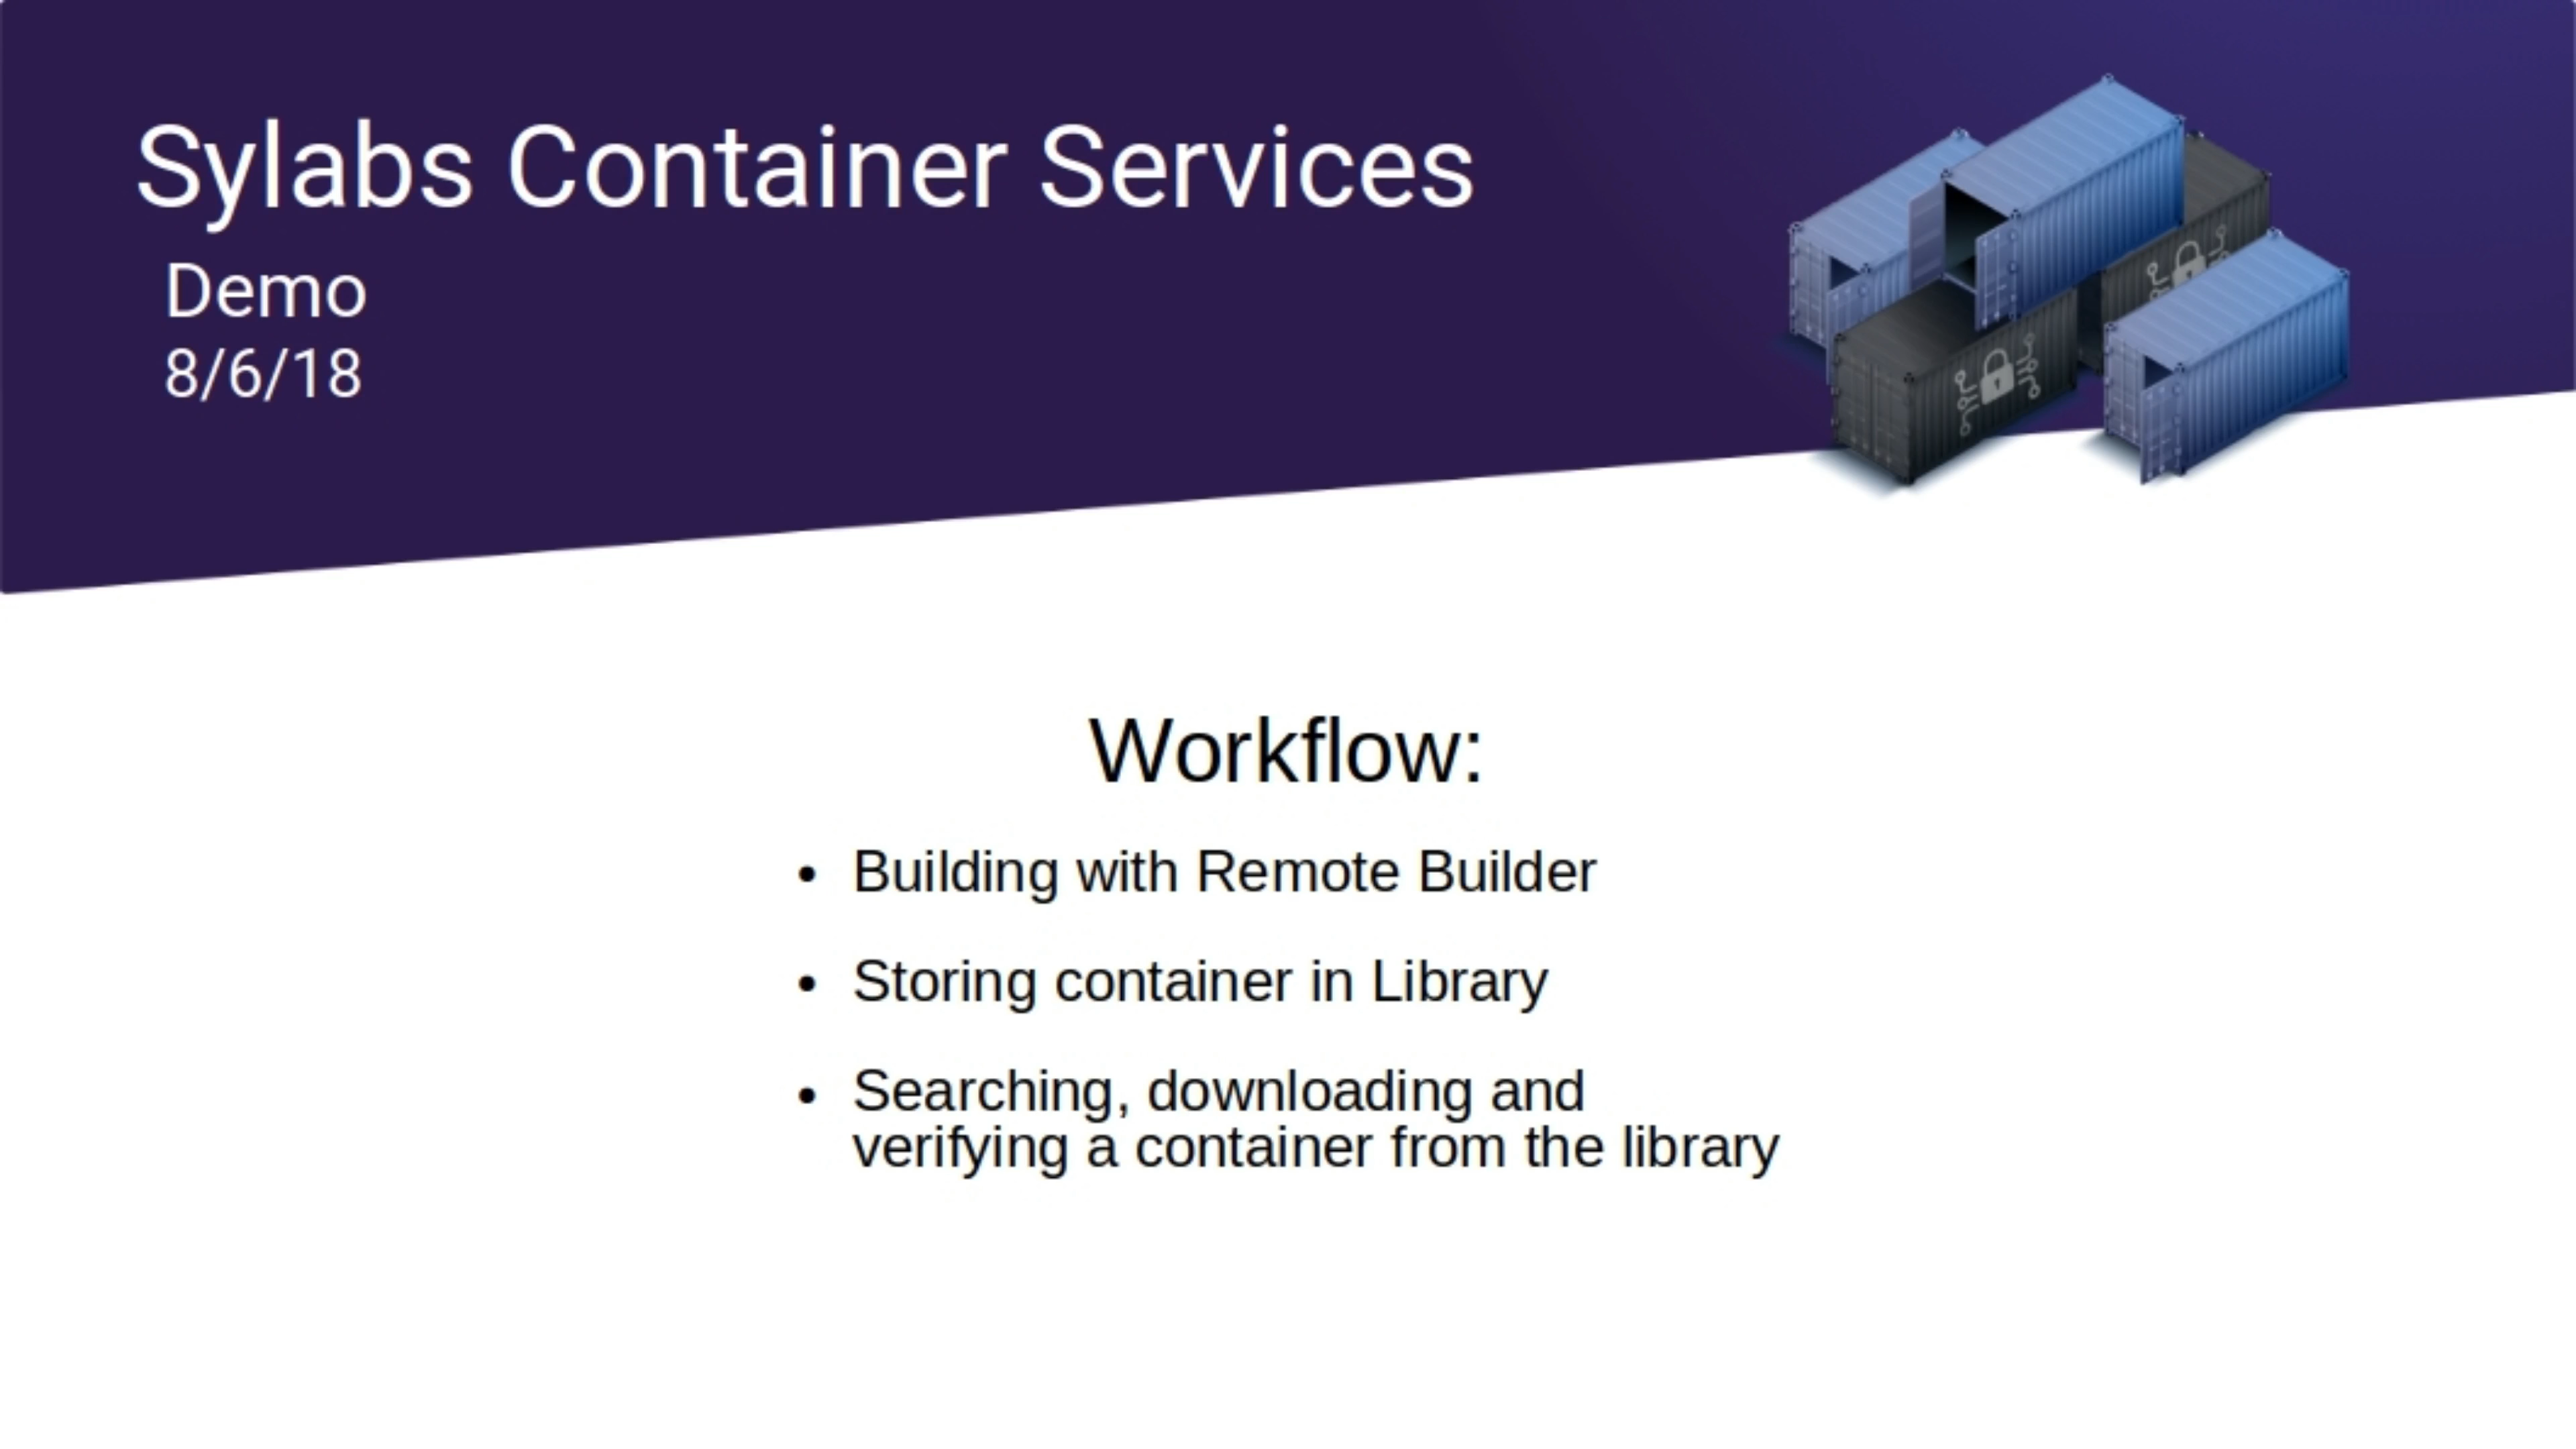 Sylabs Container Services
Demo
8/6/18
Workflow:
• Building with Remote Builder
• Storing container in Library
• Searching, downloading and
verifying a container from the library